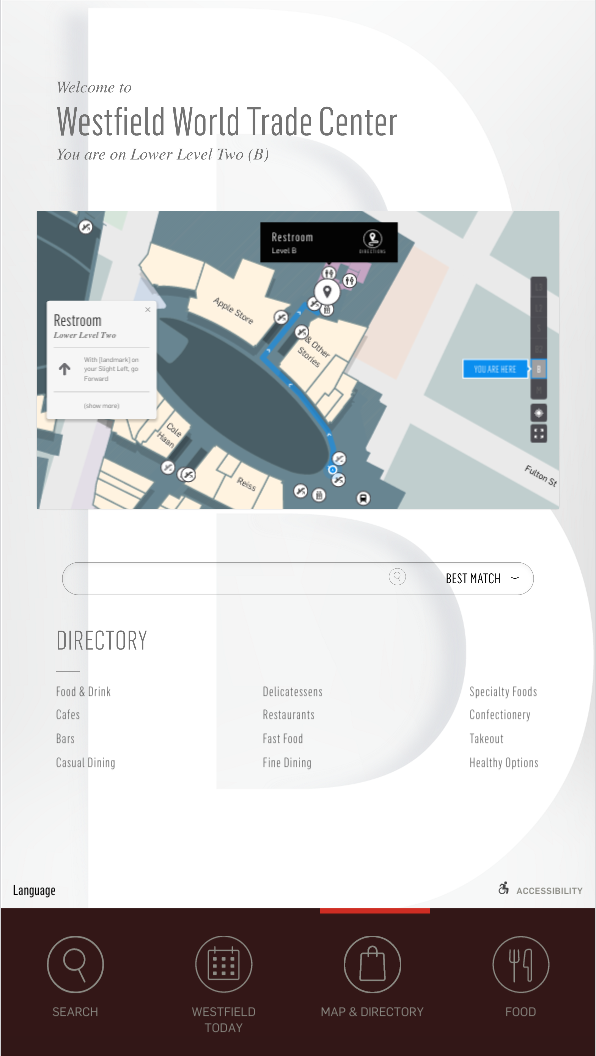 Welcome to
Westfield World Trade Center
You are on Lower Level Two (B)
Restroom
Level B
DIRECTIONS
Restroom
Lower Level Two
With [landmark] on
your Slight Left, go
Forward
(show more)
Apple Store
& Other
Stories
YOU ARE HERE
B
Cole
Haan
Reiss
Fulton St
BEST MATCH
DIRECTORY
Food & Drink
Delicatessens
Specialty Foods
Cafes
Restaurants
Confectionery
Bars
Fast Food
Takeout
Casual Dining
Fine Dining
Healthy Options
Language
ACCESSIBILITY
SEARCH
WESTFIELD
TODAY
MAP & DIRECTORY
FOOD